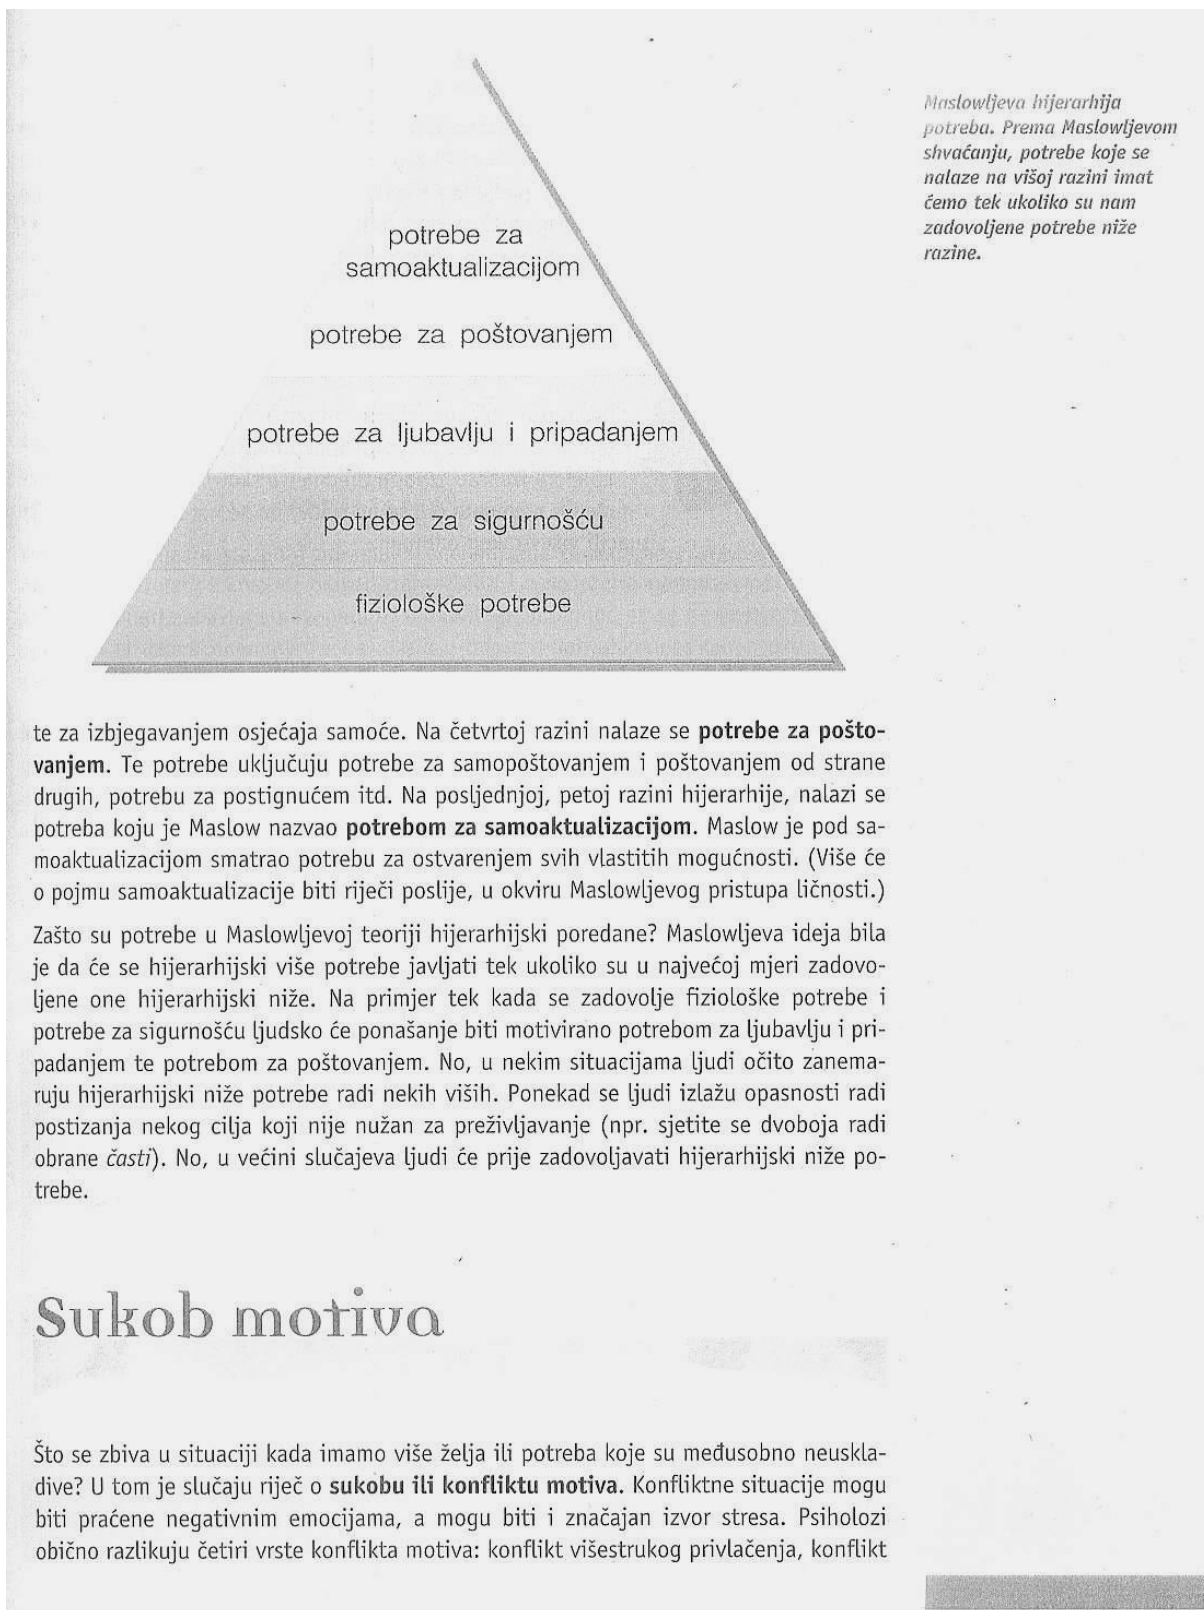 Maslowljeva hijerarhija
potreba. Prema Maslowljevom
shvaćanju, potrebe koje se
nalaze na višoj razini imat
ćemo tek ukoliko su nam
zadovoljene potrebe niže
razine.
potrebe za
samoaktualizacijom
potrebe za poštovanjem
potrebe za ljubavlju i pripadanjem
potrebe za sigurnošću
fiziološke potrebe
te za izbjegavanjem osjećaja samoće. Na četvrtoj razini nalaze se potrebe za pošto-
vanjem. Te potrebe uključuju potrebe za samopoštovanjem i poštovanjem od strane
drugih, potrebu za postignućem itd. Na posljednjoj, petoj razini hijerarhije, nalazi se
potreba koju je Maslow nazvao potrebom za samoaktualizacijom. Maslow je pod sa-
moaktualizacijom smatrao potrebu za ostvarenjem svih vlastitih mogućnosti. (Više će
o pojmu samoaktualizacije biti riječi poslije, u okviru Maslowljevog pristupa ličnosti.)
Zašto su potrebe u Maslowljevoj teoriji hijerarhijski poredane? Maslowljeva ideja bila
je da će se hijerarhijski više potrebe javljati tek ukoliko su u najvećoj mjeri zadovo-
ljene one hijerarhijski niže. Na primjer tek kada se zadovolje fiziološke potrebe i
potrebe za sigurnošću ljudsko će ponašanje biti motivirano potrebom za ljubavlju i pri-
padanjem te potrebom za poštovanjem. No, u nekim situacijama ljudi očito zanema-
ruju hijerarhijski niže potrebe radi nekih viših. Ponekad se ljudi izlažu opasnosti radi
postizanja nekog cilja koji nije nužan za preživljavanje (npr. sjetite se dvoboja radi
obrane časti). No, u većini slučajeva ljudi će prije zadovoljavati hijerarhijski niže po-
trebe.
Sukob motiva
Što se zbiva u situaciji kada imamo više želja ili potreba koje su međusobno neuskla-
dive? U tom je slučaju riječ o sukobu ili konfliktu motiva. Konfliktne situacije mogu
biti praćene negativnim emocijama, a mogu biti i značajan izvor stresa. Psiholozi
obično razlikuju četiri vrste konflikta motiva: konflikt višestrukog privlačenja, konflikt